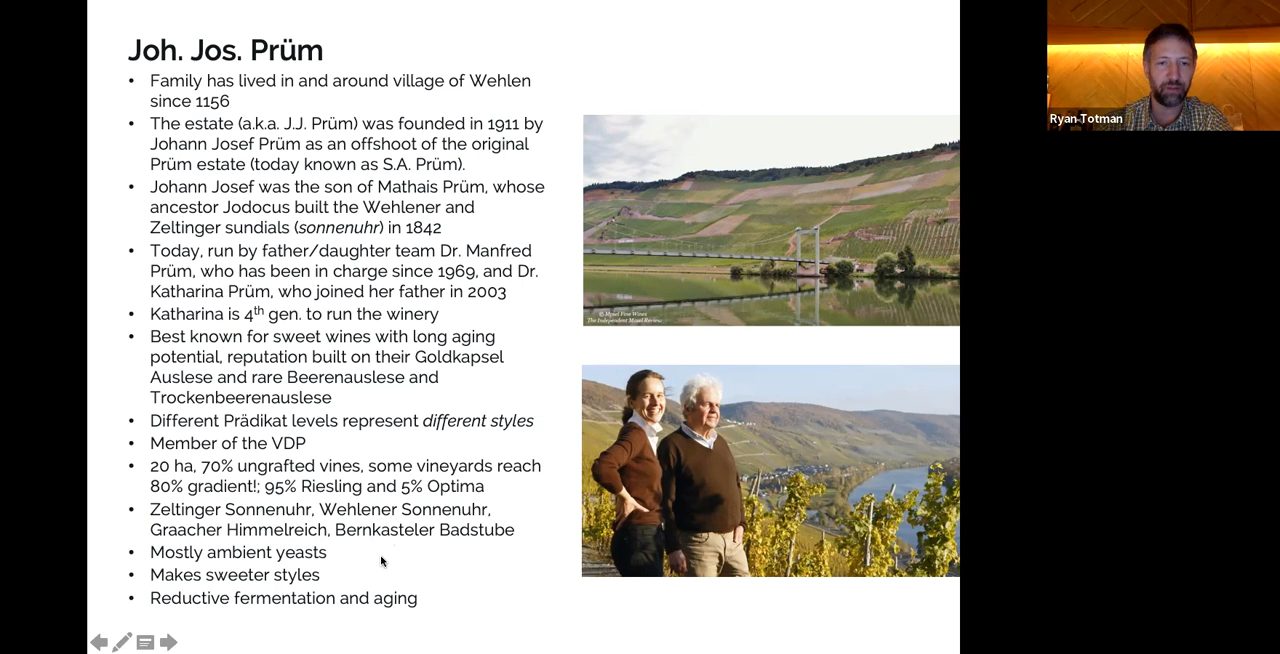 Joh. Jos. Prüm
• Family has lived in and around village of Wehlen
since 1156
• The estate (a.k.a. J.J. Prüm) was founded in 1911 by
Johann Josef Prüm as an offshoot of the original
Prüm estate (today known as S.A. Prüm).
• Johann Josef was the son of Mathais Prüm, whose
ancestor Jodocus built the Wehlener and
Zeltinger sundials (sonnenuhr) in 1842
• Today, run by father/daughter team Dr. Manfred
Prüm, who has been in charge since 1969, and Dr.
Katharina Prüm, who joined her father in 2003
• Katharina is 4th gen. to run the winery
• Best known for sweet wines with long aging
potential, reputation built on their Goldkapsel
Auslese and rare Beerenauslese and
Trockenbeerenauslese
• Different Prädikat levels represent different styles
• Member of the VDP
• 20 ha, 70% ungrafted vines, some vineyards reach
80% gradient!; 95% Riesling and 5% Optima
• Zeltinger Sonnenuhr, Wehlener Sonnenuhr,
Graacher Himmelreich, Bernkasteler Badstube
• Mostly ambient yeasts
• Makes sweeter styles
• Reductive fermentation and aging
© Mosel Fine Wines
The Independent Mosel Review
Ryan Totman